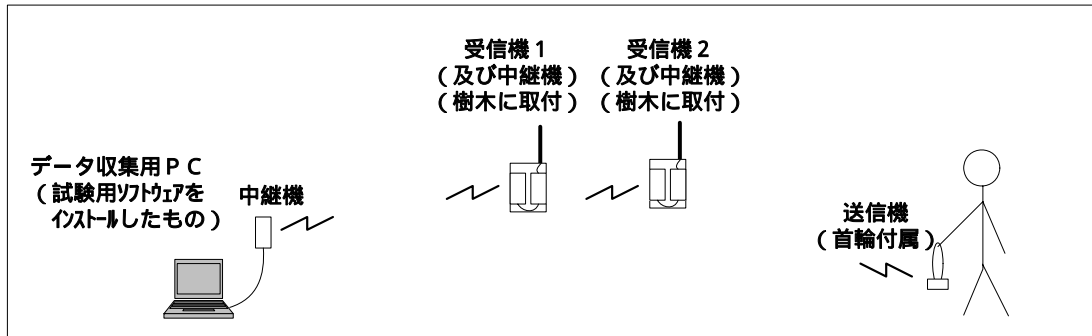 受信機1
(及び中継機)
(樹木に取付)
受信機2
(及び中継機)
(樹木に取付)
データ収集用PC
(試験用ソフトウェアを
インストールしたもの)
中継機
送信機
(首輪付属)